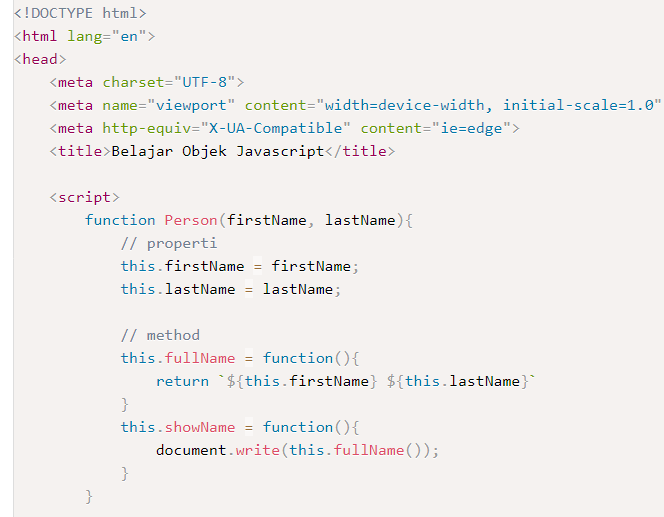 <!DOCTYPE html>
<html lang="en">
<head>
    <meta charset="UTF-8">
    <meta name="viewport" content="width=device-width, initial-scale=1.0"
    <meta http-equiv="X-UA-Compatible" content="ie=edge">
    <title>Belajar Objek Javascript</title>

    <script>
        function Person(firstName, lastName){
            // properti
            this.firstName = firstName;
            this.lastName = lastName;

            // method
            this.fullName = function(){
                return `${this.firstName} ${this.lastName}`
            }
            this.showName = function(){
                document.write(this.fullName());
            }
        }